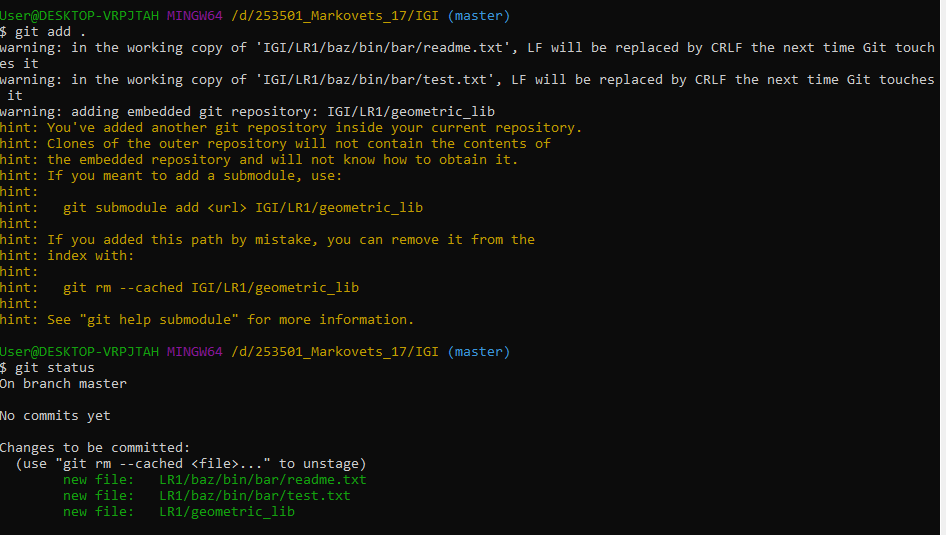 User@DESKTOP-VRPJTAH MINGW64 /d/253501_Markovets_17/IGI (master)
$ git add .
warning: in the working copy of 'IGI/LR1/baz/bin/bar/readme.txt', LF will be replaced by CRLF the next time Git touch
es it
warning: in the working copy of 'IGI/LR1/baz/bin/bar/test.txt', LF will be replaced by CRLF the next time Git touches
 it
warning: adding embedded git repository: IGI/LR1/geometric_lib
hint: You've added another git repository inside your current repository.
hint: Clones of the outer repository will not contain the contents of
hint: the embedded repository and will not know how to obtain it.
hint: If you meant to add a submodule, use:
hint:
hint:   git submodule add <url> IGI/LR1/geometric_lib
hint:
hint: If you added this path by mistake, you can remove it from the
hint: index with:
hint:
hint:   git rm --cached IGI/LR1/geometric_lib
hint:
hint: See "git help submodule" for more information.

User@DESKTOP-VRPJTAH MINGW64 /d/253501_Markovets_17/IGI (master)
$ git status
On branch master

No commits yet

Changes to be committed:
  (use "git rm --cached <file>..." to unstage)
        new file:   LR1/baz/bin/bar/readme.txt
        new file:   LR1/baz/bin/bar/test.txt
        new file:   LR1/geometric_lib